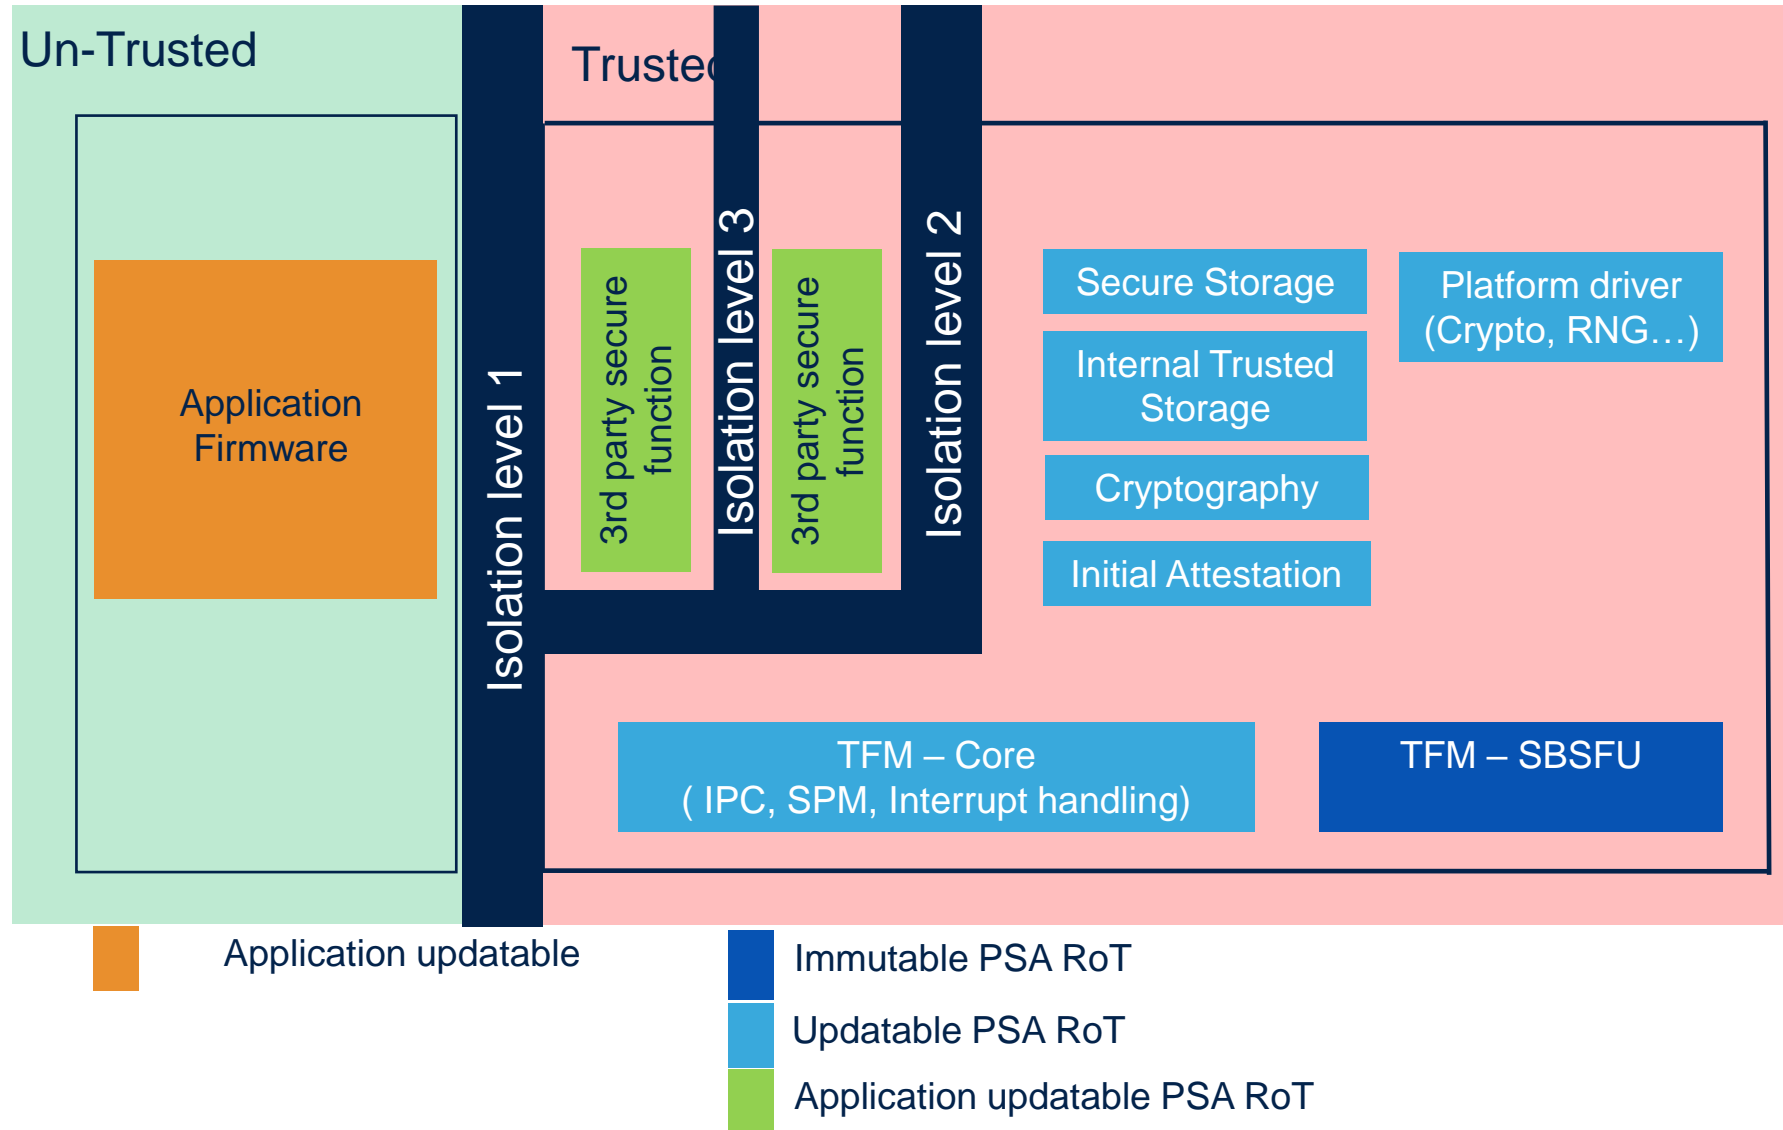 Un-Trusted
Trusted
Application
Firmware
Isolation level 1
3rd party secure
function
Isolation level 3
3rd party secure
function
Isolation level 2
Secure Storage
Internal Trusted
Storage
Cryptography
Initial Attestation
Platform driver
(Crypto, RNG…)
TFM – Core
( IPC, SPM, Interrupt handling)
TFM – SBSFU
Application updatable
Immutable PSA RoT
Updatable PSA RoT
Application updatable PSA RoT